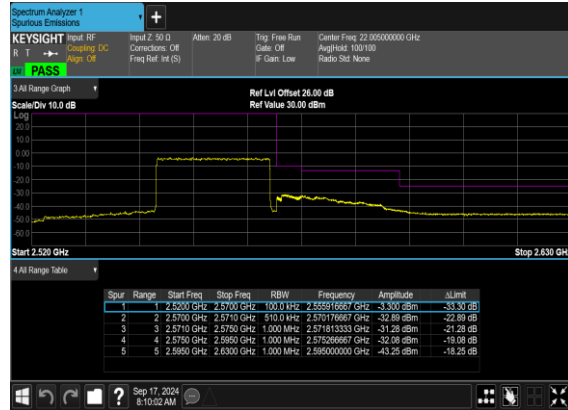 Spectrum Analyzer 1
Spurious Emissions
KEYSIGHT Input: RF Input Z: 50 Ω Atten: 20 dB Trig: Free Run Center Freq: 22.005000000 GHz
R T Coupling: DC Corrections: Off Gate: Off Avg|Hold: 100/100
Align: Off Freq Ref: Int (S) IF Gain: Low Radio Std: None
PASS
3 All Range Graph
Ref Lvl Offset 26.00 dB
Scale/Div 10.0 dB Ref Value 30.00 dBm
Log
20.0
10.0
0.00
-10.0
-20.0
-30.0
-40.0
-50.0
-60.0
Start 2.520 GHz Stop 2.630 GHz
4 All Range Table
Spur Range Start Freq Stop Freq RBW Frequency Amplitude ΔLimit
1 1 2.5200 GHz 2.5700 GHz 100.0 kHz 2.555916667 GHz -3.300 dBm -33.30 dB
2 2 2.5700 GHz 2.5710 GHz 510.0 kHz 2.570176667 GHz -32.89 dBm -22.89 dB
3 3 2.5710 GHz 2.5750 GHz 1.000 MHz 2.571813333 GHz -31.28 dBm -21.28 dB
4 4 2.5750 GHz 2.5950 GHz 1.000 MHz 2.575266667 GHz -32.08 dBm -19.08 dB
5 5 2.5950 GHz 2.6300 GHz 1.000 MHz 2.595000000 GHz -43.25 dBm -18.25 dB
? Sep 17, 2024
8:10:02 AM